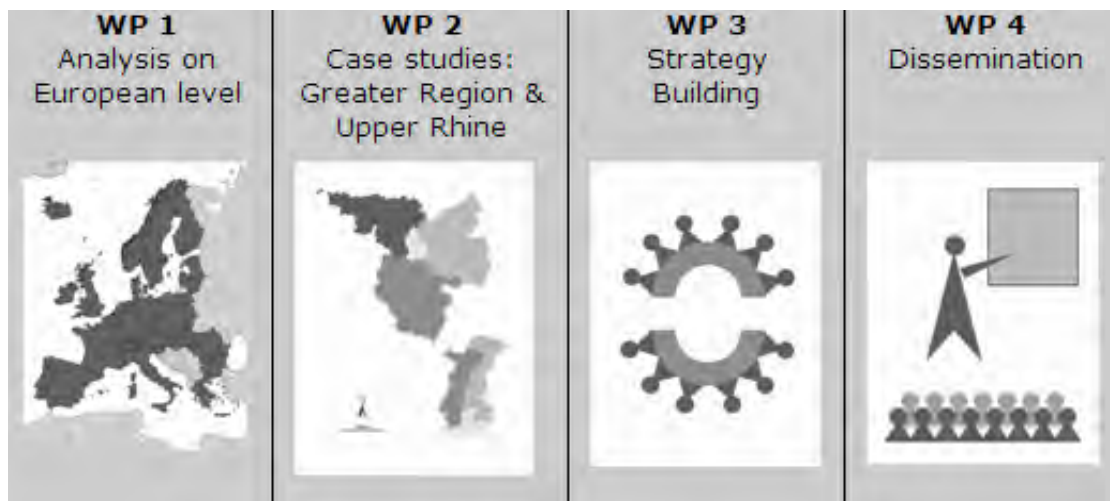 WP 1
Analysis on
European level
WP 2
Case studies:
Greater Region &
Upper Rhine
WP 3
Strategy
Building
WP 4
Dissemination